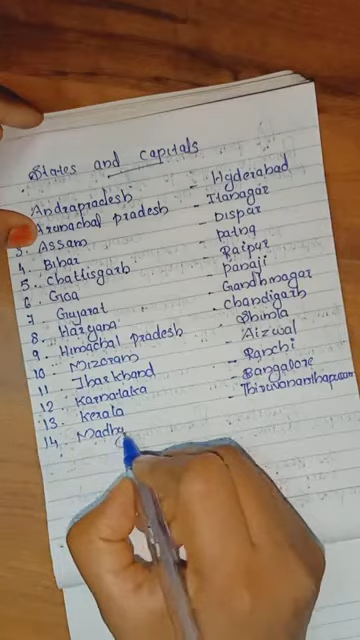 States and capitals
Andrapradesh - Hyderabad
Arunachal pradesh - Itanagar
3. Assam - Dispar
4. Bihar - patna
5. Chattisgarh - Raipur
6. Goa - panaji
7. Gujarat - Gandhinagar
8. Haryana - chandigarh
9. Himachal pradesh - Shimla
10. Mizoram - Aizwal
11. Jharkhand - Ranchi
12. Karnataka - Bangalore
13. Kerala - Thiruvananthapuram
14. Madhy